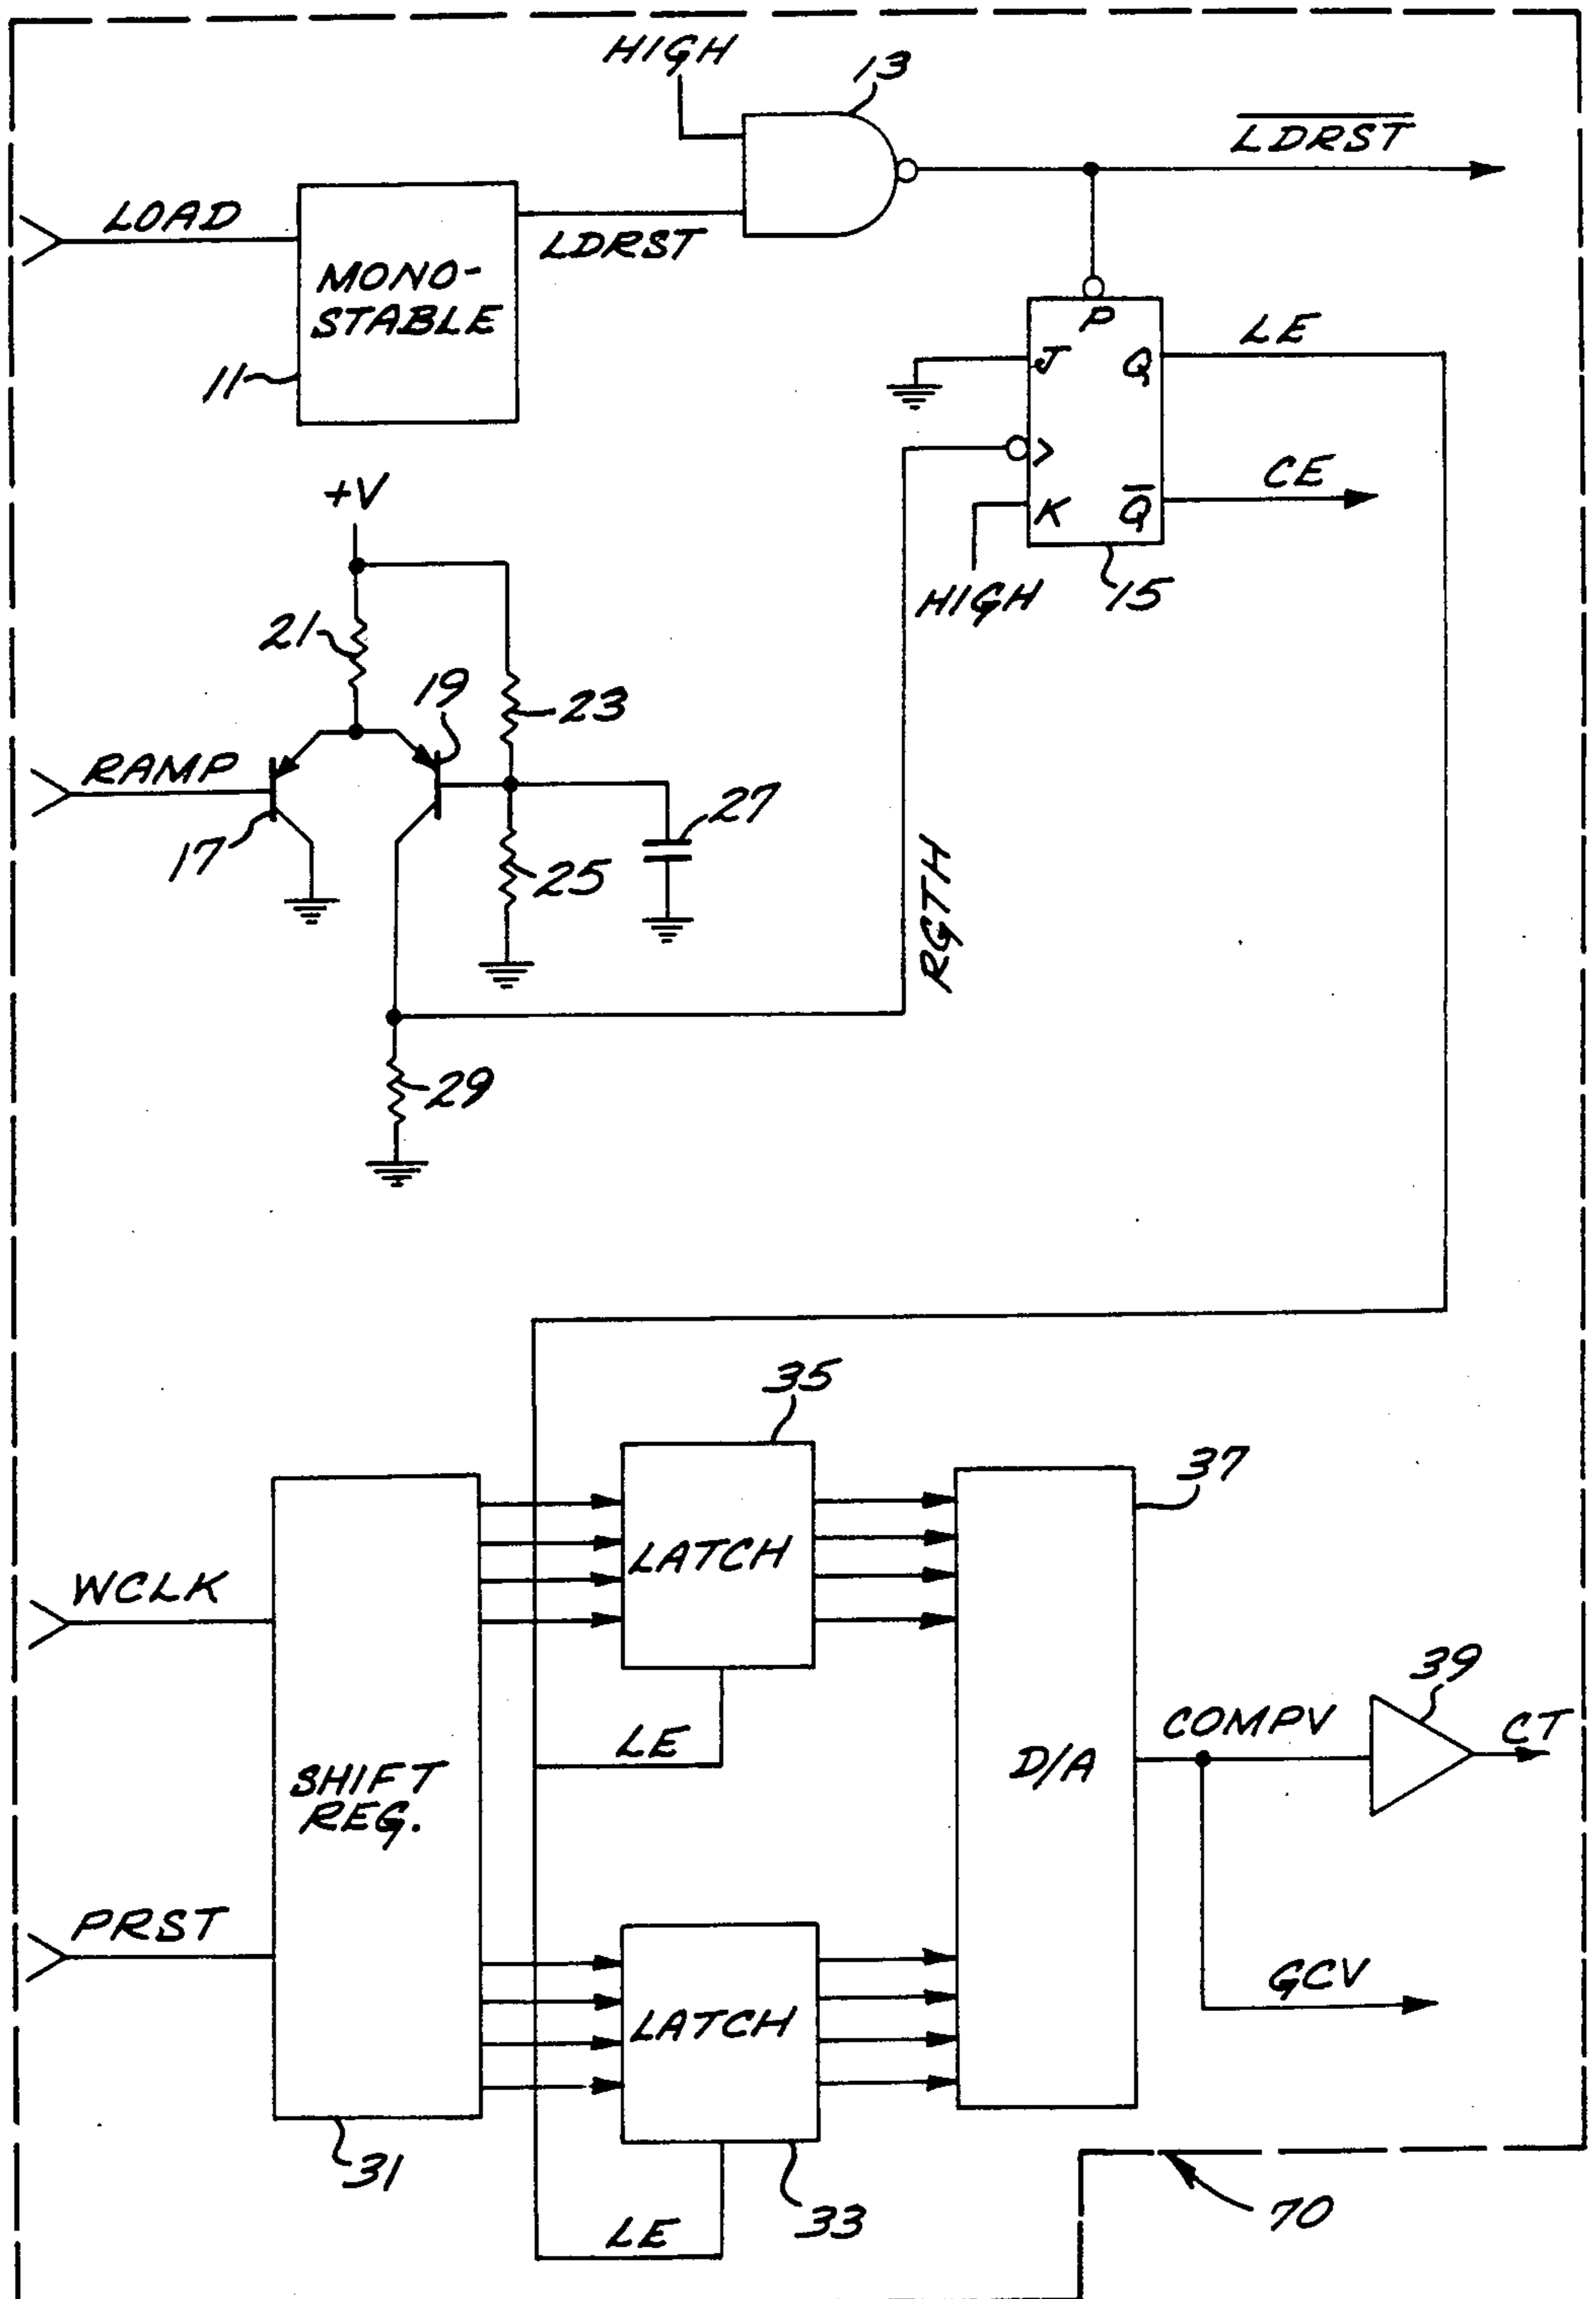 HIGH
13
LDRST
LOAD
LDRST
MONO-
STABLE
11
P
J
Q
LE
K
Q̅
CE
HIGH
15
+V
21
19
23
RAMP
17
25
27
RGTH
29
35
37
WCLK
LATCH
LE
COMPV
39
CT
SHIFT
REG.
D/A
PRST
GCV
LATCH
31
33
LE
70